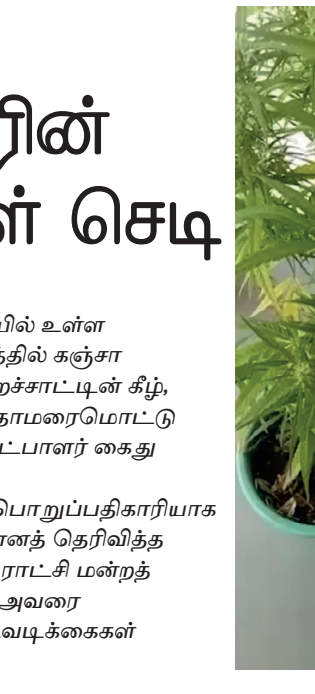 ரின்
ள் செடி
பில் உள்ள
த்தில் கஞ்சா
றச்சாட்டின் கீழ்,
தாமரைமொட்டு
ட்பாளர் கைது
பொறுப்பதிகாரியாக
னத் தெரிவித்த
ராட்சி மன்றத்
அவரை
வடிக்கைகள்